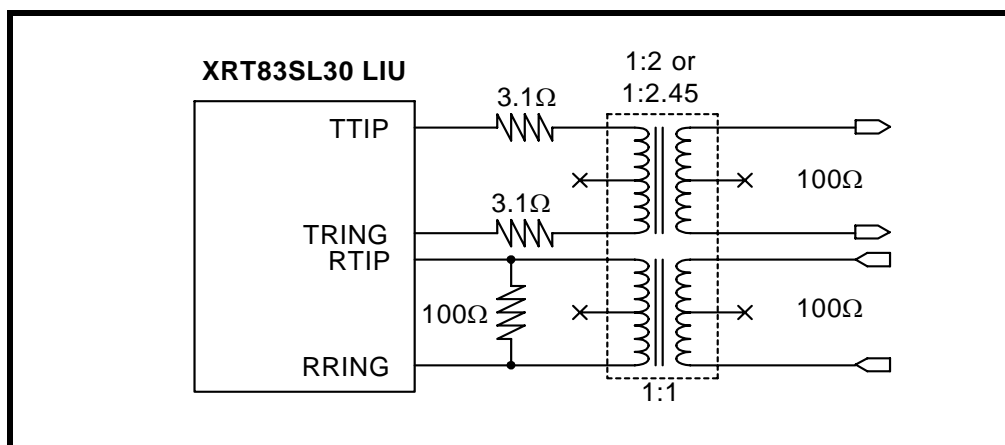 XRT83SL30 LIU
1:2 or
1:2.45
3.1Ω
TTIP
100Ω
3.1Ω
TRING
RTIP
100Ω
100Ω
RRING
1:1